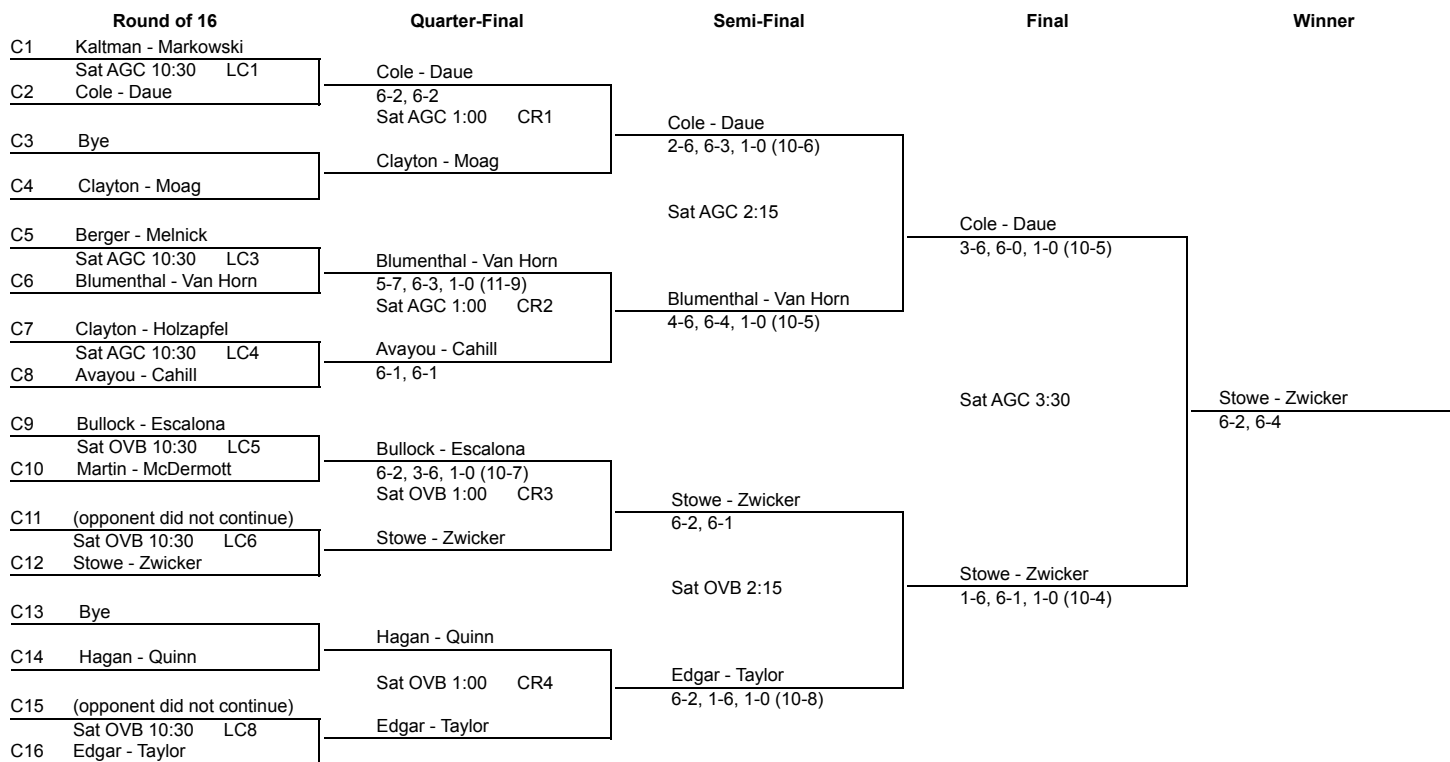 Round of 16 Quarter-Final Semi-Final Final Winner
C1 Kaltman - Markowski
Sat AGC 10:30 LC1
C2 Cole - Daue
C3 Bye
C4 Clayton - Moag
C5 Berger - Melnick
Sat AGC 10:30 LC3
C6 Blumenthal - Van Horn
C7 Clayton - Holzapfel
Sat AGC 10:30 LC4
C8 Avayou - Cahill
C9 Bullock - Escalona
Sat OVB 10:30 LC5
C10 Martin - McDermott
C11 (opponent did not continue)
Sat OVB 10:30 LC6
C12 Stowe - Zwicker
C13 Bye
C14 Hagan - Quinn
C15 (opponent did not continue)
Sat OVB 10:30 LC8
C16 Edgar - Taylor
Cole - Daue
6-2, 6-2
Sat AGC 1:00 CR1
Clayton - Moag
Blumenthal - Van Horn
5-7, 6-3, 1-0 (11-9)
Sat AGC 1:00 CR2
Avayou - Cahill
6-1, 6-1
Bullock - Escalona
6-2, 3-6, 1-0 (10-7)
Sat OVB 1:00 CR3
Stowe - Zwicker
Hagan - Quinn
Sat OVB 1:00 CR4
Edgar - Taylor
Cole - Daue
2-6, 6-3, 1-0 (10-6)
Sat AGC 2:15
Blumenthal - Van Horn
4-6, 6-4, 1-0 (10-5)
Stowe - Zwicker
6-2, 6-1
Sat OVB 2:15
Edgar - Taylor
6-2, 1-6, 1-0 (10-8)
Cole - Daue
3-6, 6-0, 1-0 (10-5)
Sat AGC 3:30
Stowe - Zwicker
1-6, 6-1, 1-0 (10-4)
Stowe - Zwicker
6-2, 6-4